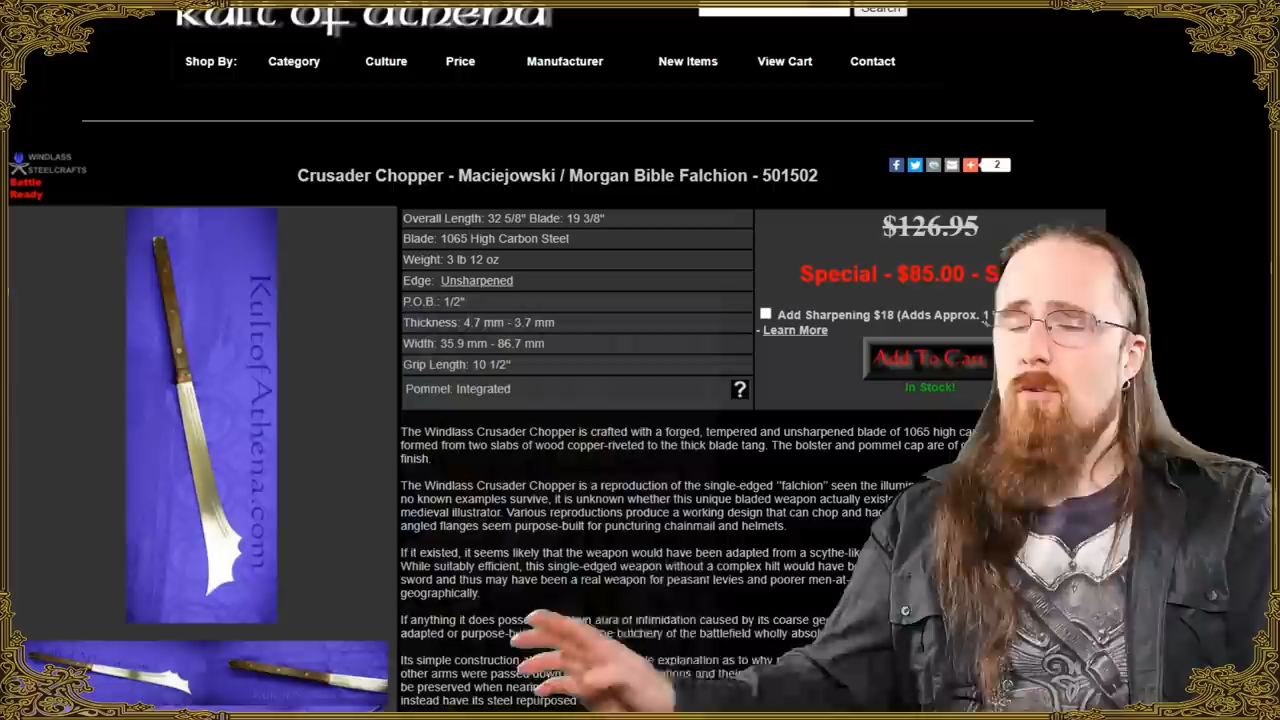 kult of athena
Search
Shop By: Category Culture Price Manufacturer New Items View Cart Contact
WINDLASS
STEELCRAFTS
Battle
Ready
2
Crusader Chopper - Maciejowski / Morgan Bible Falchion - 501502
Overall Length: 32 5/8" Blade: 19 3/8"
Blade: 1065 High Carbon Steel
Weight: 3 lb 12 oz
Edge: Unsharpened
P.O.B.: 1/2"
Thickness: 4.7 mm - 3.7 mm
Width: 35.9 mm - 86.7 mm
Grip Length: 10 1/2"
Pommel: Integrated
?
$126.95
Special - $85.00 - S
Add Sharpening $18 (Adds Approx. 1
- Learn More
Add To Cart
In Stock!
KultofAthena.com
The Windlass Crusader Chopper is crafted with a forged, tempered and unsharpened blade of 1065 high
formed from two slabs of wood copper-riveted to the thick blade tang. The bolster and pommel cap are of
finish.
The Windlass Crusader Chopper is a reproduction of the single-edged "falchion" seen the
no known examples survive, it is unknown whether this unique bladed weapon actually
medieval illustrator. Various reproductions produce a working design that can chop and
angled flanges seem purpose-built for puncturing chainmail and helmets.
If it existed, it seems likely that the weapon would have been adapted from a
While suitably efficient, this single-edged weapon without a complex hilt would have
sword and thus may have been a real weapon for peasant levies and poorer
geographically.
If anything it does aura of intimidation caused by its coarse
adapted or butchery of the battlefield wholly
Its simple construction explanation as to why
other arms were passed down and their
be preserved when
instead have its steel repurposed